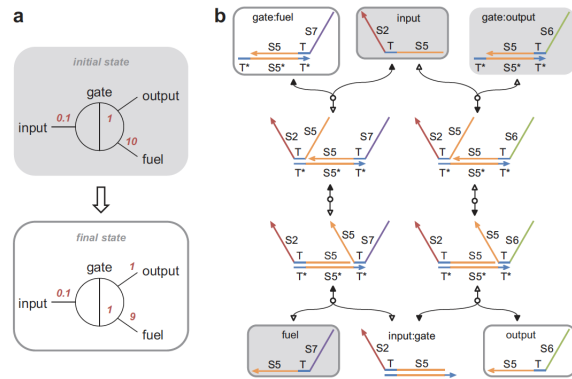 a
initial state
gate
output
0.1
1
input
10
fuel
final state
gate
1
output
0.1
1
input
9
fuel
b
gate:fuel
input
gate:output
S7
S5 T
T* S5* T*
S2
T S5
S6
S5 T
T* S5* T*
S2 S5 S7
T S5 T
T* S5* T*
S2 S5 S6
T S5 T
T* S5* T*
S2 S5 S7
T S5 T
T* S5* T*
S2 S5 S6
T S5 T
T* S5* T*
fuel
S7
S5 T
input:gate
S2
T S5
T* S5* T*
output
S6
S5 T